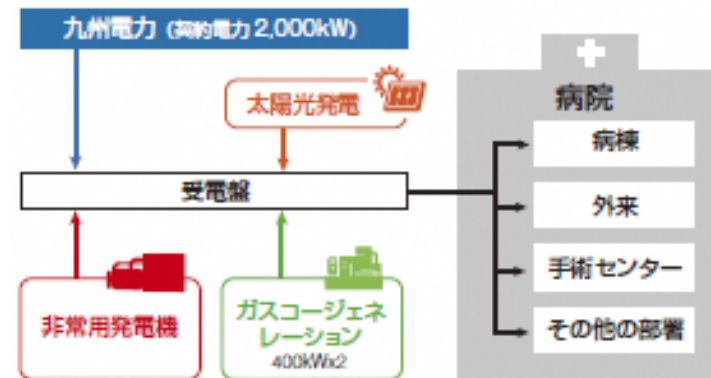 九州電力（契約電力2,000kW）
太陽光発電
受電盤
非常用発電機
ガスコージェネ
レーション
400kWx2
病院
病棟
外来
手術センター
その他の部署